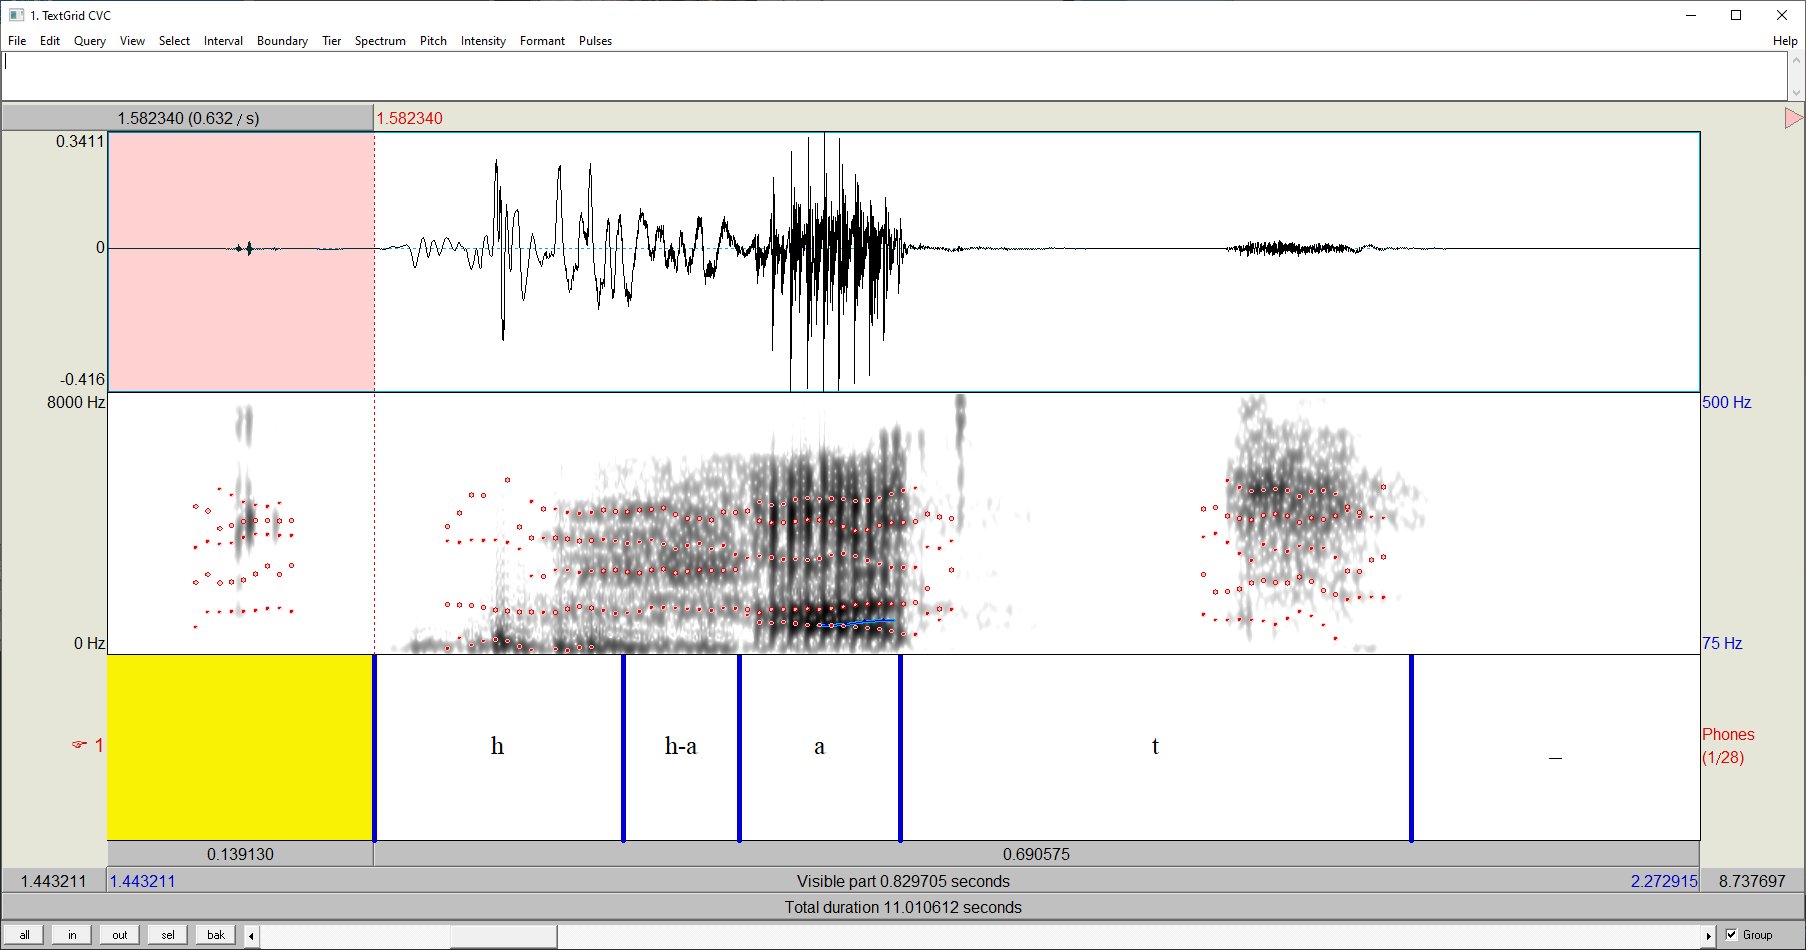 1. TextGrid CVC
File Edit Query View Select Interval Boundary Tier Spectrum Pitch Intensity Formant Pulses Help
1.582340 (0.632 / s) 1.582340
0.3411
0
-0.416
8000 Hz 500 Hz
0 Hz 75 Hz
☞ 1 h h-a a t _ Phones
(1/28)
0.139130 0.690575
1.443211 1.443211 Visible part 0.829705 seconds 2.272915 8.737697
Total duration 11.010612 seconds
all in out sel bak Group